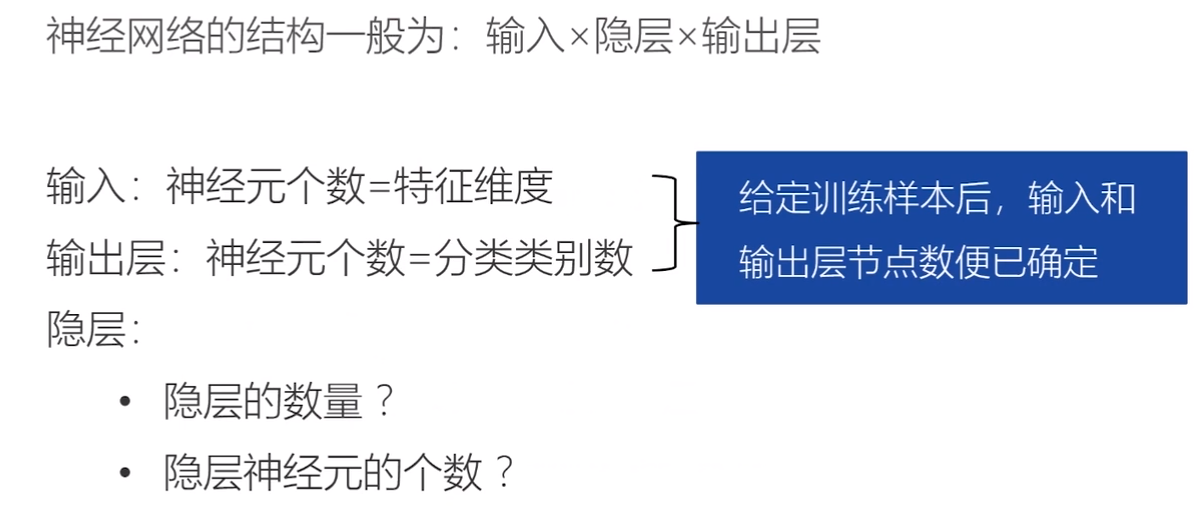 神经网络的结构一般为：输入×隐层×输出层
输入：神经元个数=特征维度
输出层：神经元个数=分类类别数
给定训练样本后，输入和
输出层节点数便已确定
隐层：
• 隐层的数量？
• 隐层神经元的个数？